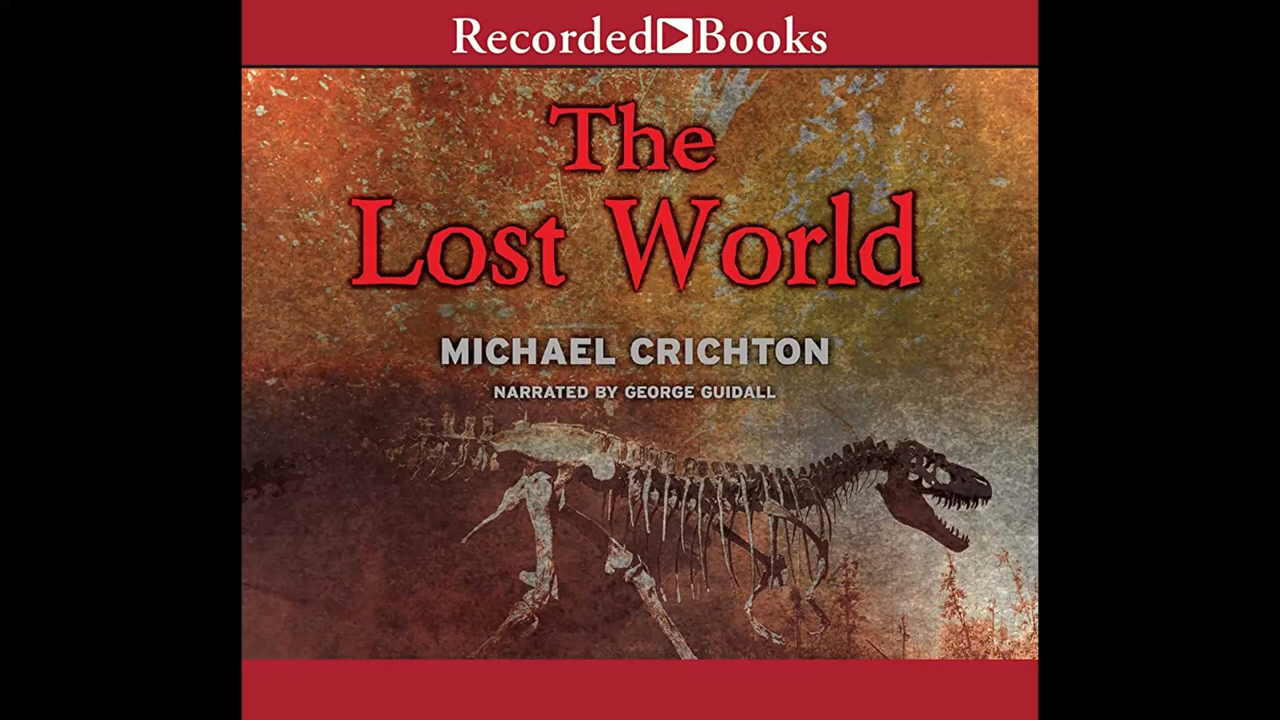 Recorded Books
The
Lost World
MICHAEL CRICHTON
NARRATED BY GEORGE GUIDALL